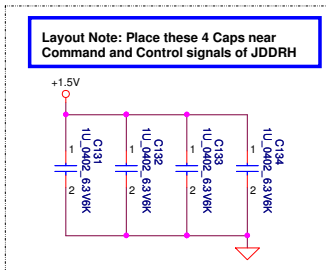 Layout Note: Place these 4 Caps near
Command and Control signals of JDDRH
+1.5V
1
2
C131
1U_0402_6.3V6K
1
2
C132
1U_0402_6.3V6K
1
2
C133
1U_0402_6.3V6K
1
2
C134
1U_0402_6.3V6K